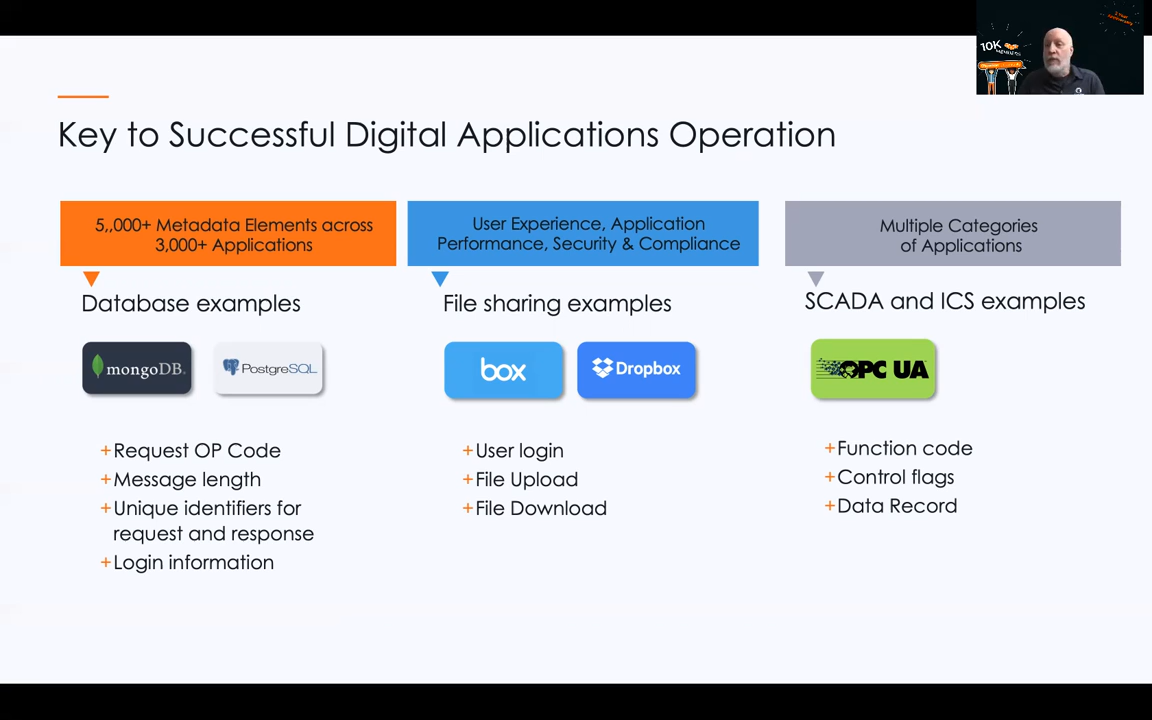 10K
Key to Successful Digital Applications Operation
5,,000+ Metadata Elements across
3,000+ Applications
User Experience, Application
Performance, Security & Compliance
Multiple Categories
of Applications
Database examples
File sharing examples
SCADA and ICS examples
mongoDB.
PostgreSQL
box
Dropbox
OPC UA
+Request OP Code
+Message length
+Unique identifiers for
request and response
+Login information
+User login
+File Upload
+File Download
+Function code
+Control flags
+Data Record